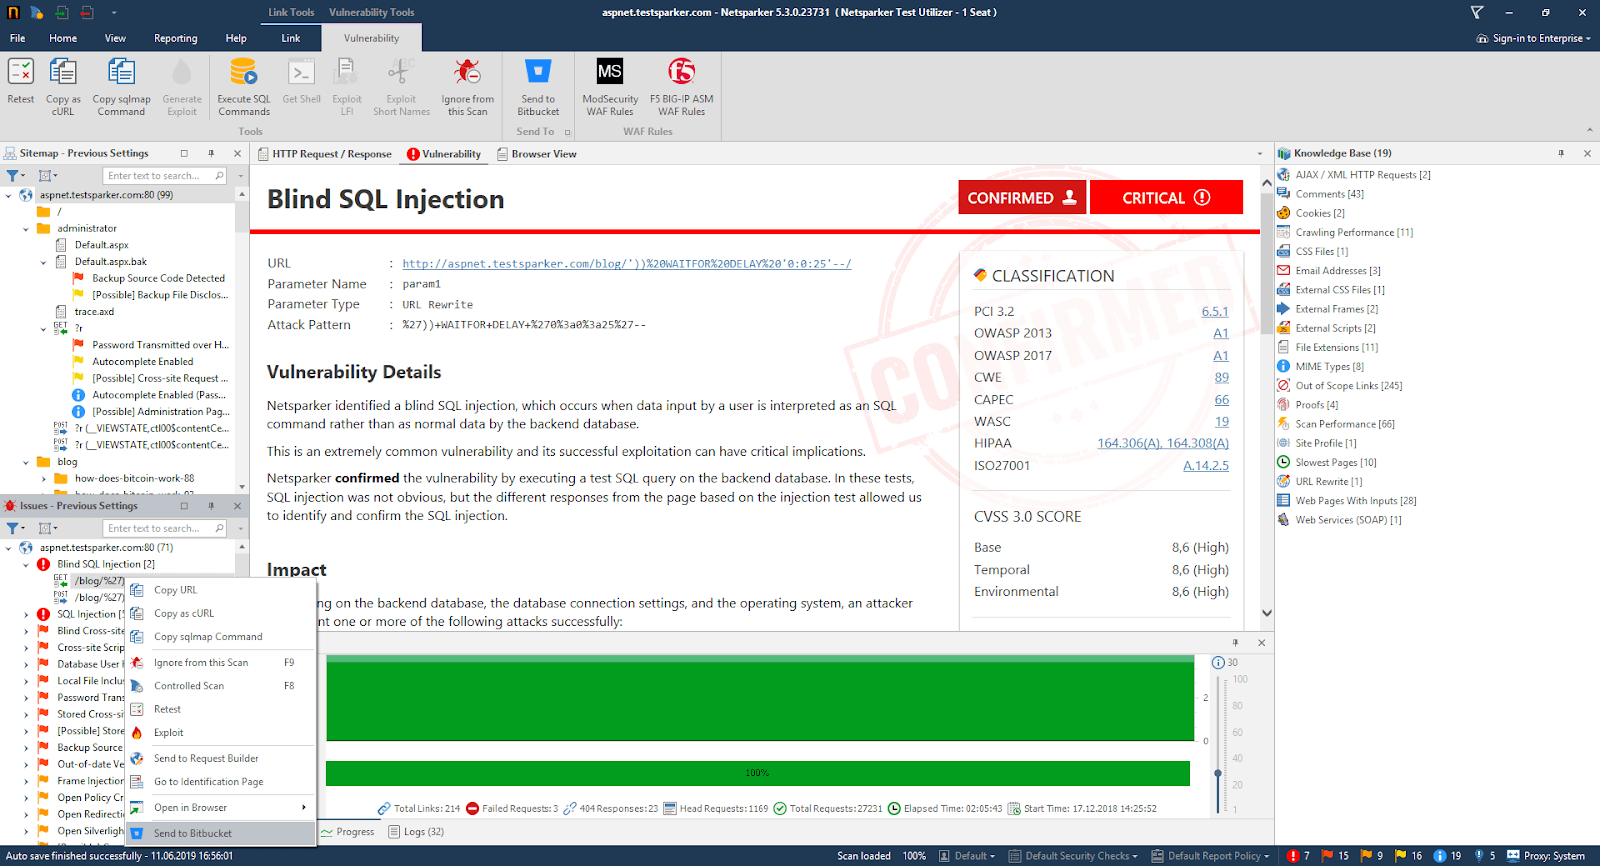 Link Tools
Vulnerability Tools
aspnet.testsparker.com - Netsparker 5.3.0.23731 ( Netsparker Test Utilizer - 1 Seat )
File
Home
View
Reporting
Help
Link
Vulnerability
Sign-in to Enterprise
Retest
Copy as cURL
Copy sqlmap Command
Generate Exploit
Execute SQL Commands
Get Shell
Exploit LFI
Exploit Short Names
Ignore from this Scan
Send to Bitbucket
MS
ModSecurity WAF Rules
F5 BIG-IP ASM WAF Rules
Tools
Send To
WAF Rules
Sitemap - Previous Settings
Enter text to search...
aspnet.testsparker.com:80 (99)
/
administrator
Default.aspx
Default.aspx.bak
Backup Source Code Detected
[Possible] Backup File Disclos...
trace.axd
GET ?r
Password Transmitted over H...
Autocomplete Enabled
[Possible] Cross-site Request ...
Autocomplete Enabled (Pass...
[Possible] Administration Pag...
POST ?r (__VIEWSTATE,ctl00$contentCe...
POST ?r (__VIEWSTATE,ctl00$contentCe...
blog
how-does-bitcoin-work-88
Issues - Previous Settings
Enter text to search...
aspnet.testsparker.com:80 (71)
Blind SQL Injection [2]
GET /blog/%27)
POST /blog/%27)
SQL Injection [5
Blind Cross-site
Cross-site Scrip
Database User
Local File Inclus
Password Trans
Stored Cross-si
[Possible] Store
Backup Source
Out-of-date Ve
Frame Injection
Open Policy Cr
Open Redirectio
Open Silverligh
Copy URL
Copy as cURL
Copy sqlmap Command
Ignore from this Scan F9
Controlled Scan F8
Retest
Exploit
Send to Request Builder
Go to Identification Page
Open in Browser
Send to Bitbucket
HTTP Request / Response
Vulnerability
Browser View
Blind SQL Injection
CONFIRMED
CRITICAL
URL : http://aspnet.testsparker.com/blog/'))%20WAITFOR%20DELAY%20'0:0:25'--/
Parameter Name : param1
Parameter Type : URL Rewrite
Attack Pattern : %27))+WAITFOR+DELAY+%270%3a0%3a25%27--
Vulnerability Details
Netsparker identified a blind SQL injection, which occurs when data input by a user is interpreted as an SQL
command rather than as normal data by the backend database.
This is an extremely common vulnerability and its successful exploitation can have critical implications.
Netsparker confirmed the vulnerability by executing a test SQL query on the backend database. In these tests,
SQL injection was not obvious, but the different responses from the page based on the injection test allowed us
to identify and confirm the SQL injection.
Impact
ng on the backend database, the database connection settings, and the operating system, an attacker
nt one or more of the following attacks successfully:
CONFIRMED
CLASSIFICATION
PCI 3.2 6.5.1
OWASP 2013 A1
OWASP 2017 A1
CWE 89
CAPEC 66
WASC 19
HIPAA 164.306(A), 164.308(A)
ISO27001 A.14.2.5
CVSS 3.0 SCORE
Base 8,6 (High)
Temporal 8,6 (High)
Environmental 8,6 (High)
2
0
30
100
80
60
40
20
1
100%
Total Links: 214
Failed Requests: 3
404 Responses: 23
Head Requests: 1169
Total Requests: 27231
Elapsed Time: 02:05:43
Start Time: 17.12.2018 14:25:52
Progress
Logs (32)
Knowledge Base (19)
AJAX / XML HTTP Requests [2]
Comments [43]
Cookies [2]
Crawling Performance [11]
CSS Files [1]
Email Addresses [3]
External CSS Files [1]
External Frames [2]
External Scripts [2]
File Extensions [11]
MIME Types [8]
Out of Scope Links [245]
Proofs [4]
Scan Performance [66]
Site Profile [1]
Slowest Pages [10]
URL Rewrite [1]
Web Pages With Inputs [28]
Web Services (SOAP) [1]
Auto save finished successfully - 11.06.2019 16:56:01
Scan loaded
100%
Default
Default Security Checks
Default Report Policy
7
15
9
16
19
5
Proxy: System